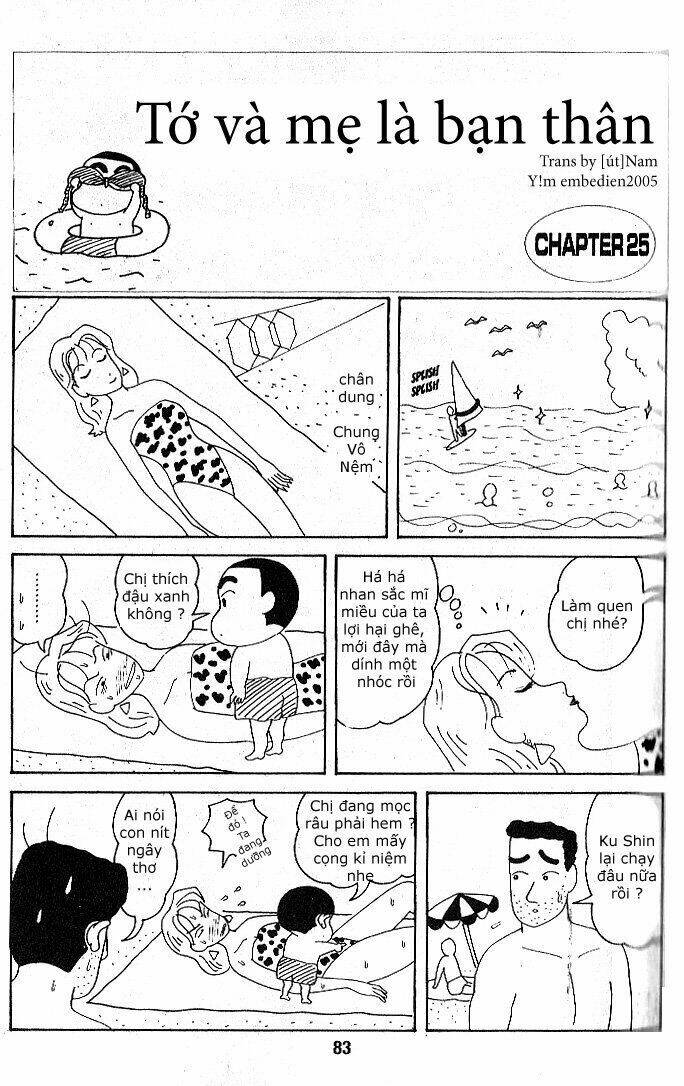 Tớ và mẹ là bạn thân
Trans by [út]Nam
Y!m embedien2005
CHAPTER 25
SPLISH
SPLISH
chân
dung
Chung
Vô
Nệm
Làm quen
chị nhé?
Há há
nhan sắc mĩ
miều của ta
lợi hại ghê,
mới đây mà
dính một
nhóc rồi
Chị thích
đậu xanh
không ?
..........
Ku Shin
lại chạy
đâu nữa
rồi ?
Chị đang mọc
râu phải hem ?
Cho em mấy
cọng kỉ niệm
nhe
Để
đó !
Ta
đang
dưỡng
Ai nói
con nít
ngây
thơ
...
83